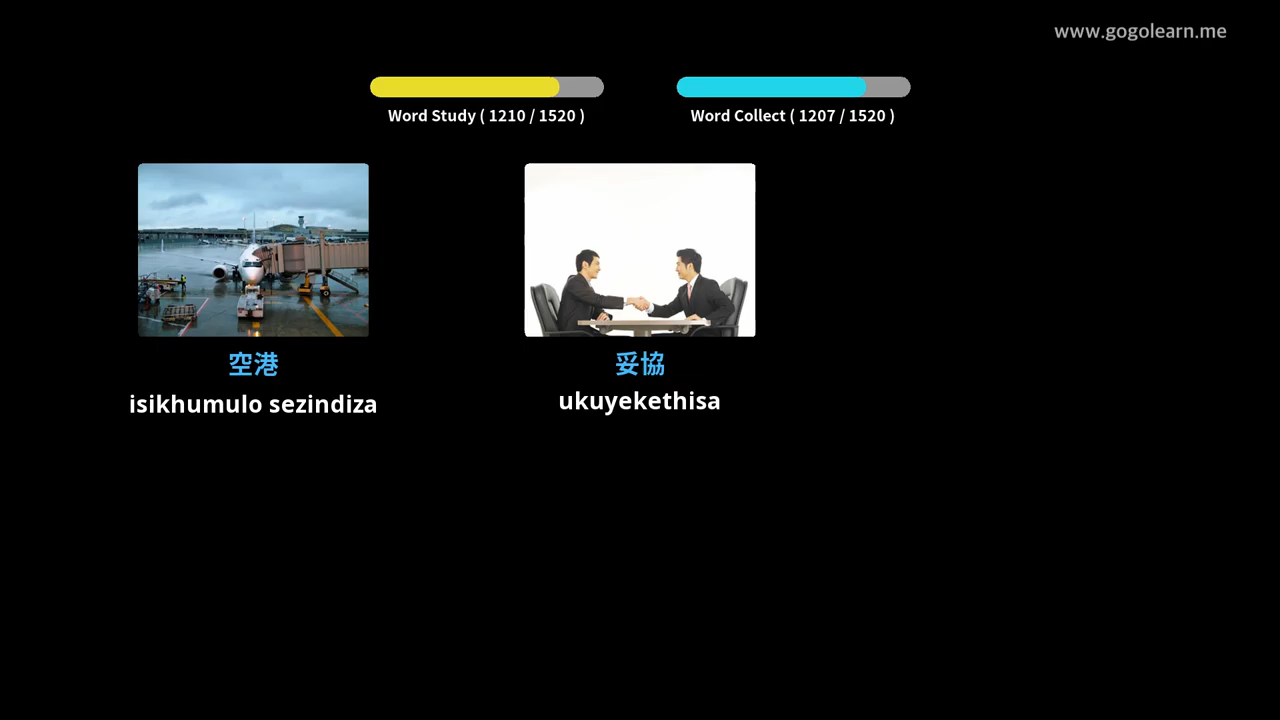 www.gogolearn.me
Word Study ( 1210 / 1520 )
Word Collect ( 1207 / 1520 )
空港
isikhumulo sezindiza
妥協
ukuyekethisa